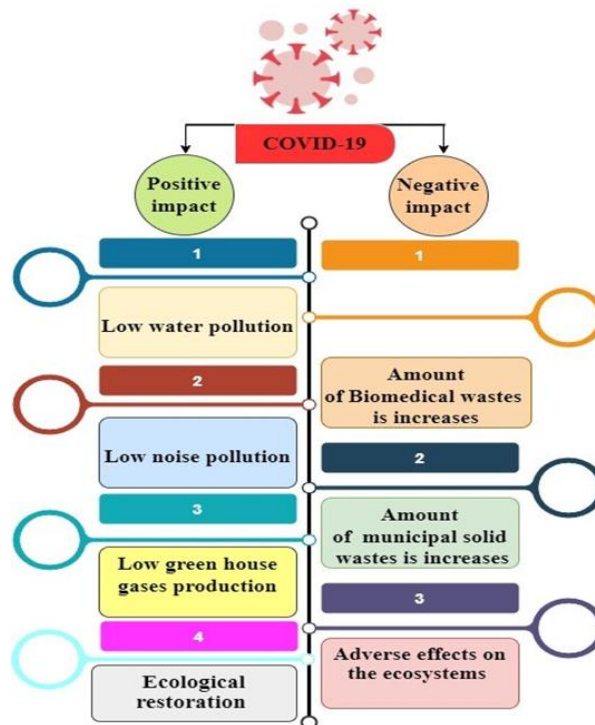 COVID-19
Positive
impact
Negative
impact
1
Low water pollution
2
Low noise pollution
3
Low green house
gases production
4
Ecological
restoration
1
Amount
of Biomedical wastes
is increases
2
Amount
of municipal solid
wastes is increases
3
Adverse effects on
the ecosystems